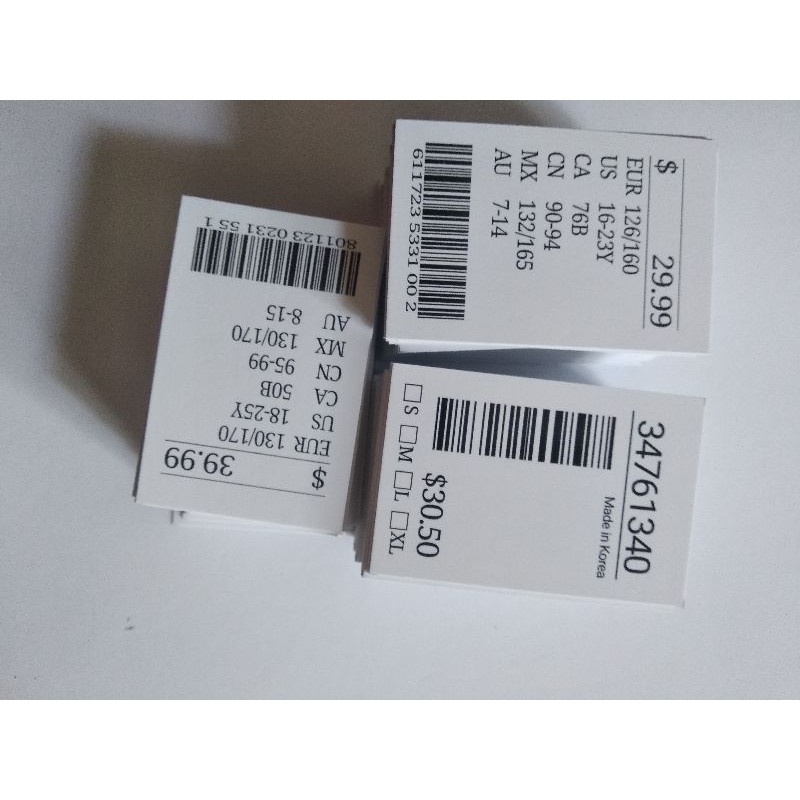 $ 39.99
EUR 130/170
US 18-25Y
CA 50B
CN 95-99
MX 130/170
AU 8-15
801123 0231 55 1
$ 29.99
EUR 126/160
US 16-23Y
CA 76B
CN 90-94
MX 132/165
AU 7-14
611723 5331 00 2
34761340
Made in Korea
$30.50
☐S ☐M ☐L ☐XL